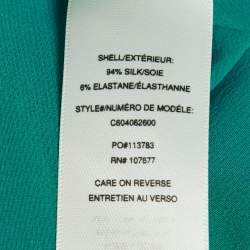 SHELL/EXTÉRIEUR:
94% SILK/SOIE
6% ELASTANE/ÉLASTHANNE
STYLE#/NUMÉRO DE MODÈLE:
C604062600
PO#113783
RN# 107677
CARE ON REVERSE
ENTRETIEN AU VERSO